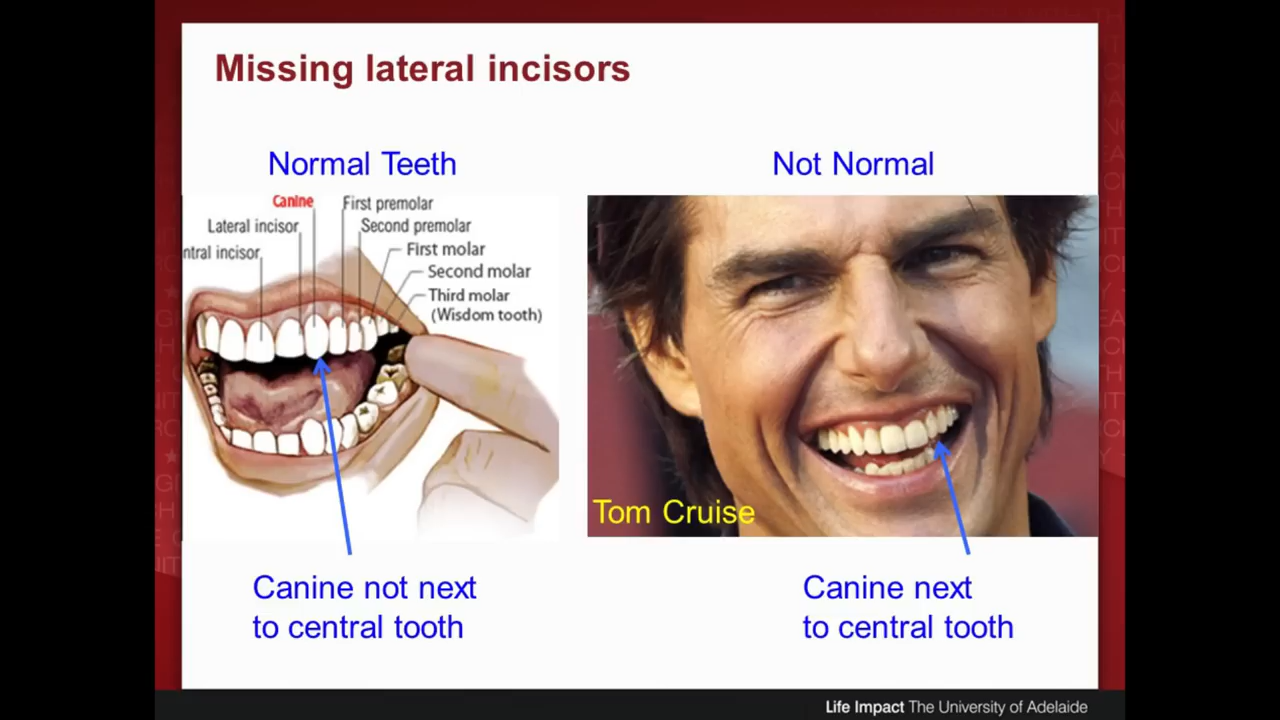 Missing lateral incisors
Normal Teeth
Not Normal
Canine
First premolar
Lateral incisor
Second premolar
ntral incisor
First molar
Second molar
Third molar
(Wisdom tooth)
Tom Cruise
Canine not next
to central tooth
Canine next
to central tooth
Life Impact The University of Adelaide